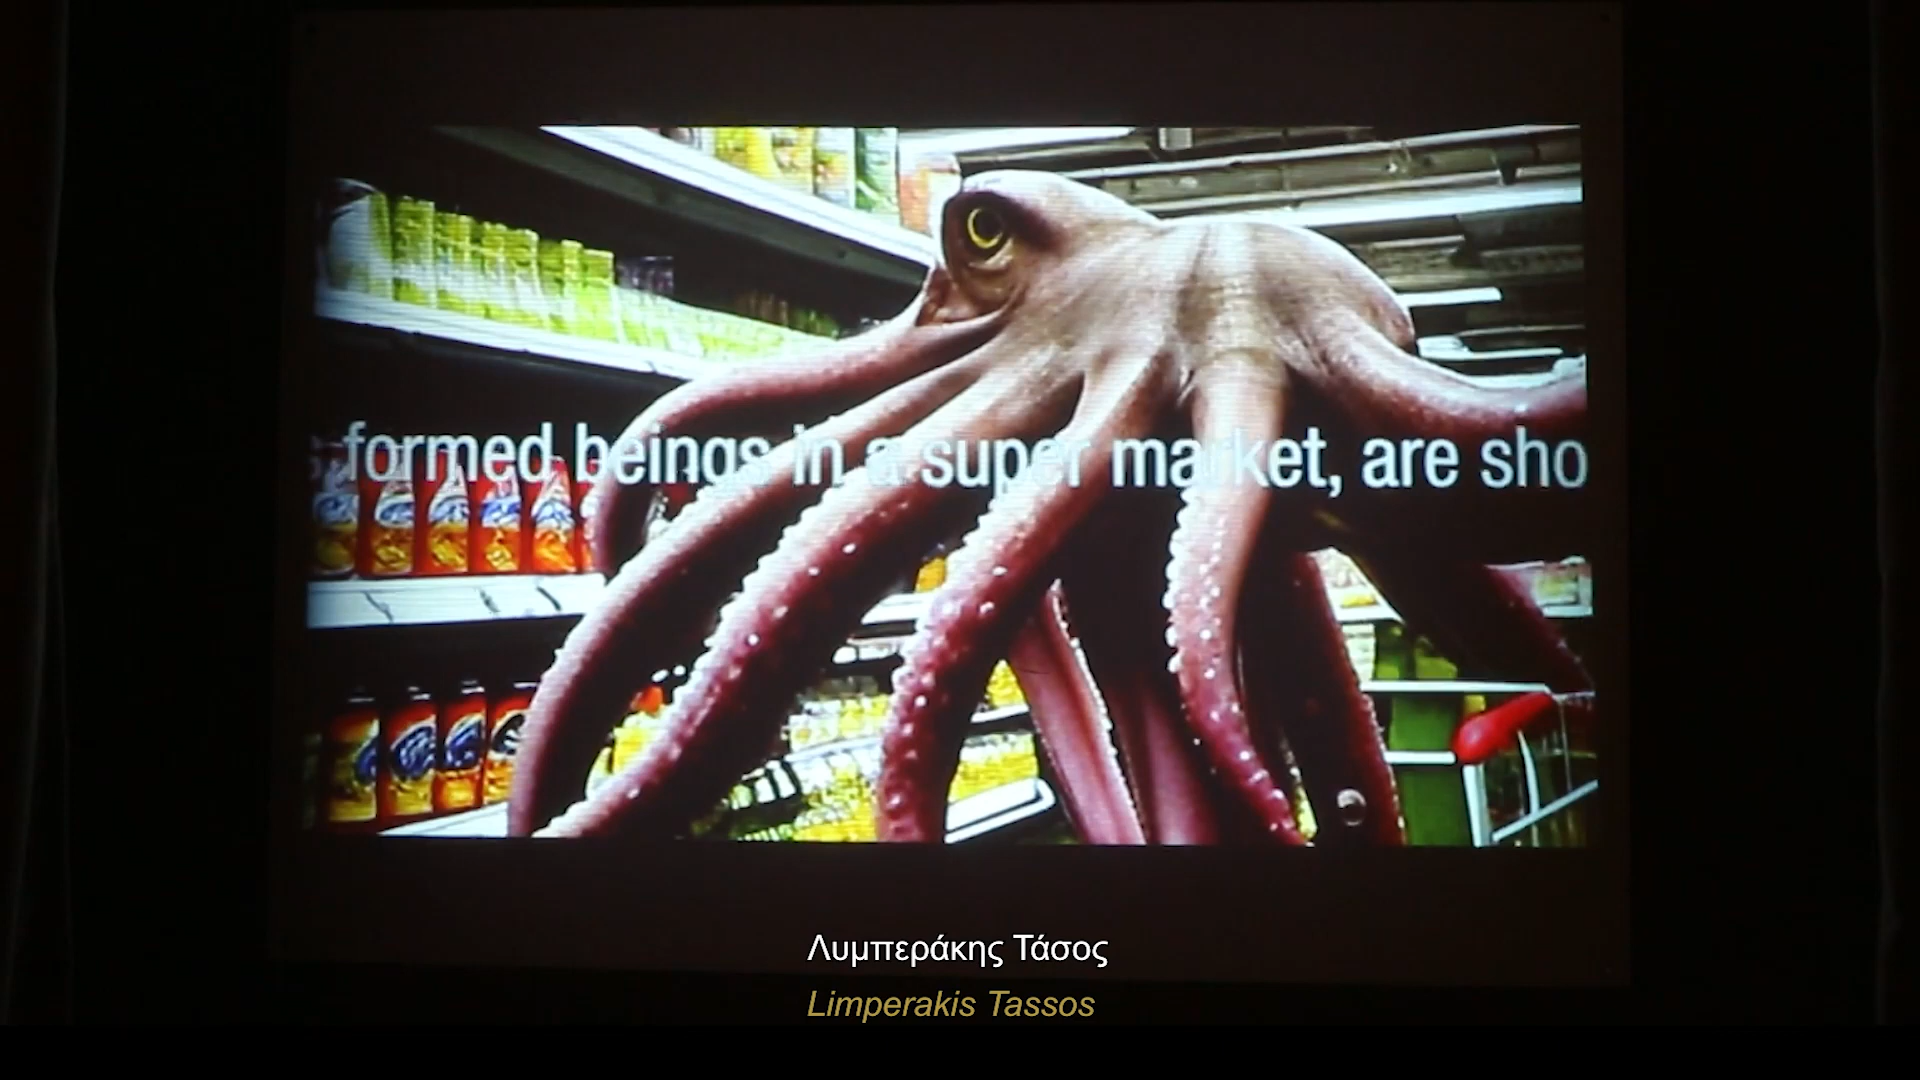 formed beings in a super market, are sho
Λυμπεράκης Τάσος
Limperakis Tassos